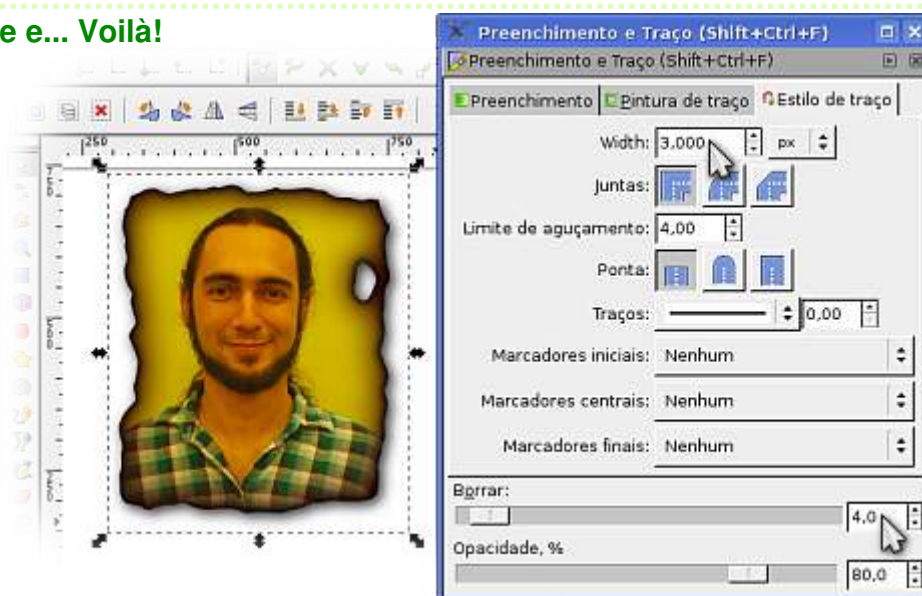 e e... Voilà!
Preenchimento e Traço (Shift+Ctrl+F)
Preenchimento e Traço (Shift+Ctrl+F)
Preenchimento
Pintura de traço
Estilo de traço
250
500
750
Width: 3,000 px
Juntas:
Limite de aguçamento: 4,00
Ponta:
Traços: 0,00
Marcadores iniciais: Nenhum
Marcadores centrais: Nenhum
Marcadores finais: Nenhum
Borrar:
4,0
Opacidade, %
80,0